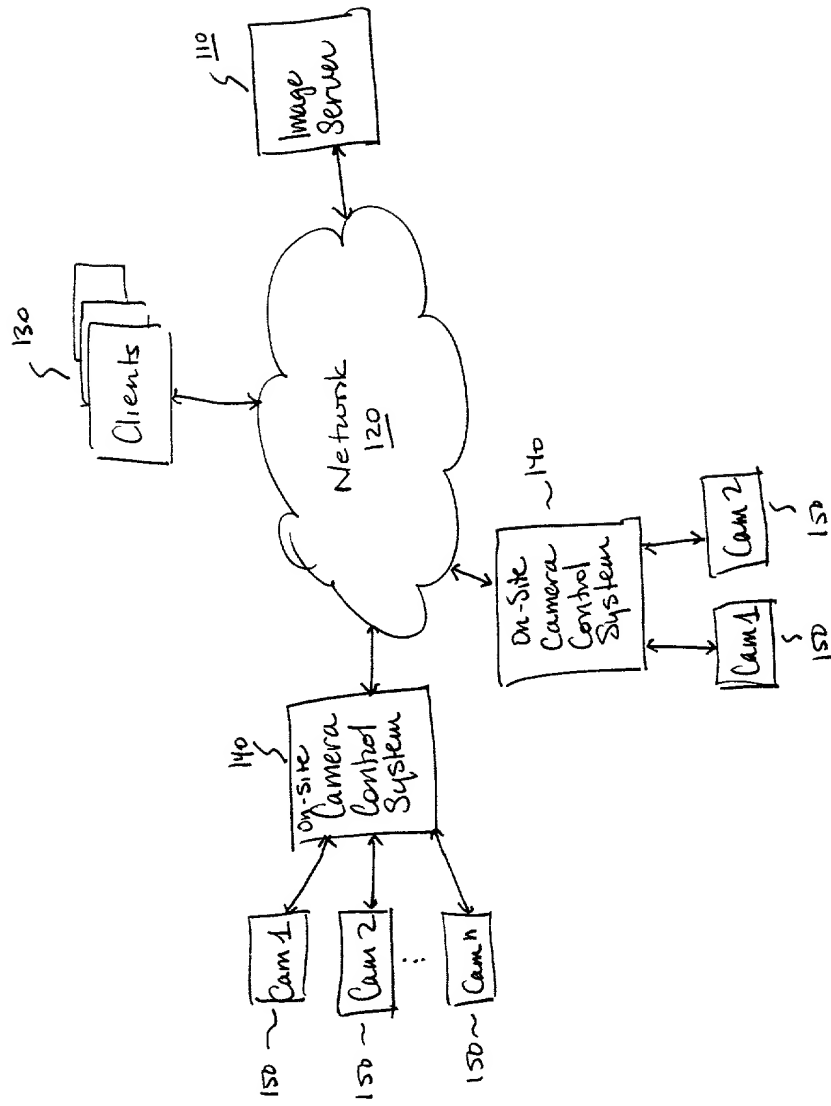 130
Clients
110
Image
Server
Network
120
140
On-site
Camera
Control
System
On-Site
Camera
Control
System
140
150
Cam 1
150
Cam 2
...
150
Cam n
Cam 1
150
Cam 2
150